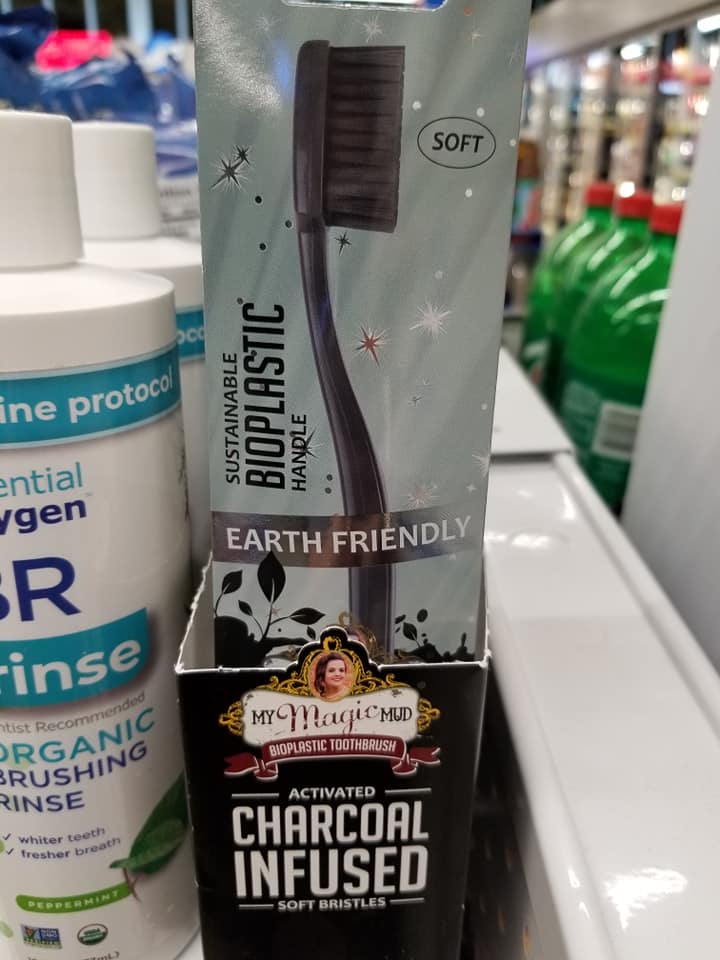 SOFT
SUSTAINABLE
BIOPLASTIC
HANDLE
EARTH FRIENDLY
MY Magic MUD
BIOPLASTIC TOOTHBRUSH
ACTIVATED
CHARCOAL
INFUSED
SOFT BRISTLES
ine protocol
ential
ygen™
BR
rinse
ntist Recommended
ORGANIC
BRUSHING
RINSE
✓ whiter teeth
✓ fresher breath
PEPPERMINT